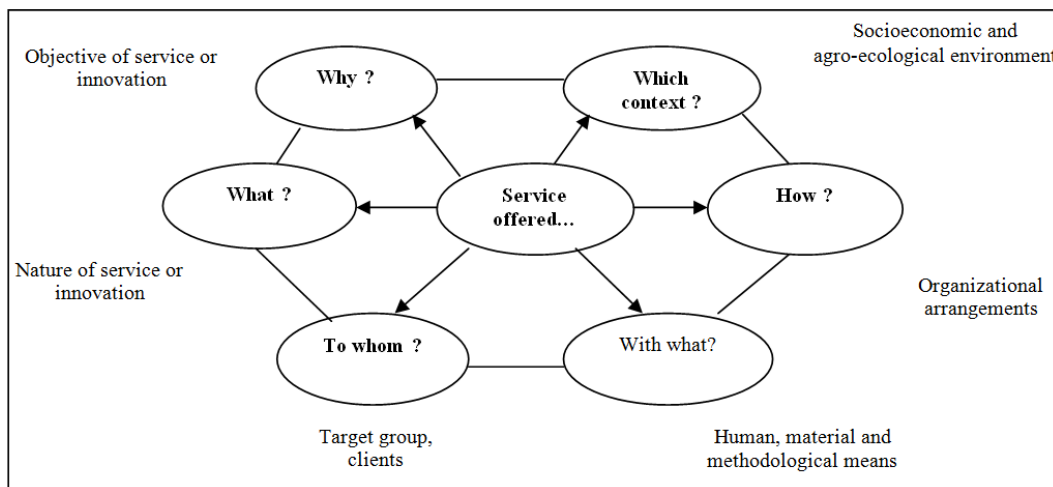 Objective of service or
innovation
Why ?
Which
context ?
Socioeconomic and
agro-ecological environment
What ?
Service
offered...
How ?
Nature of service or
innovation
Organizational
arrangements
To whom ?
With what?
Target group,
clients
Human, material and
methodological means